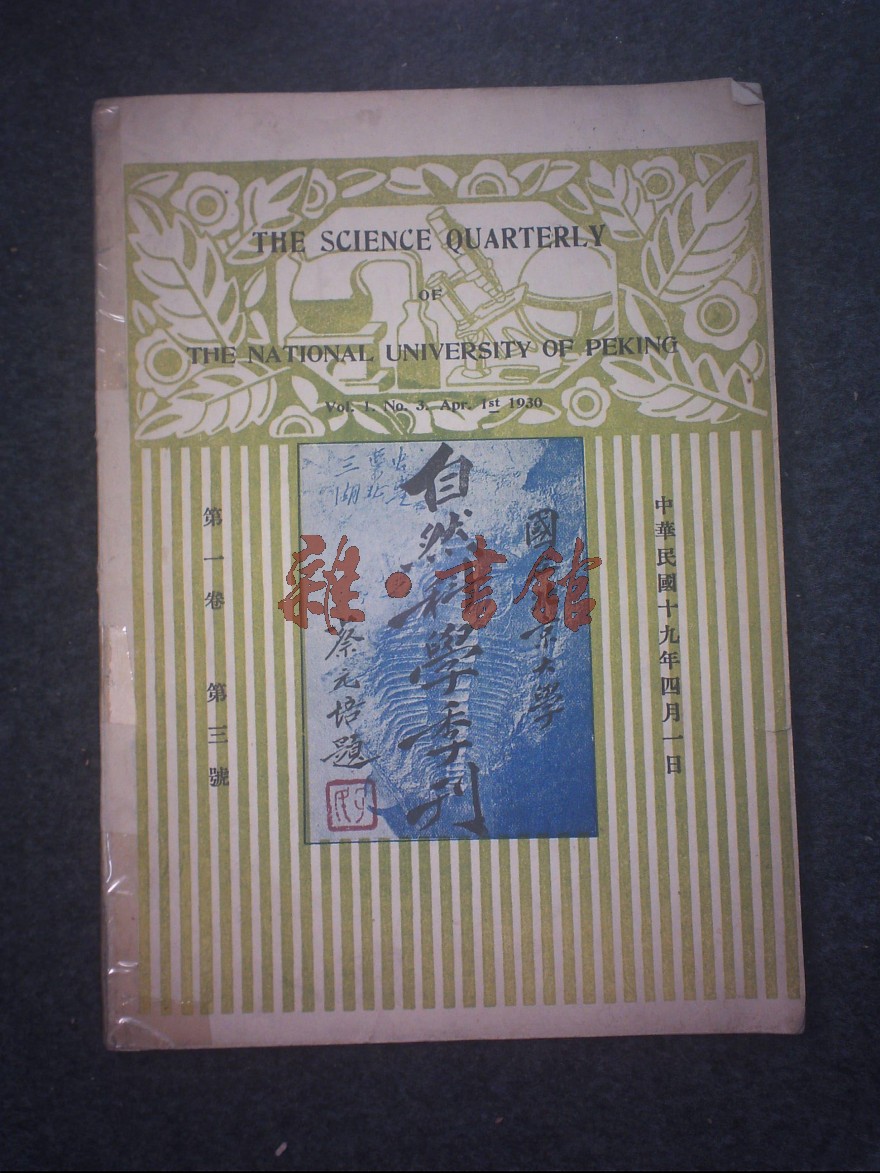 THE SCIENCE QUARTERLY
OF
THE NATIONAL UNIVERSITY OF PEKING
Vol. 1. No. 3. Apr. 1st 1930
中華民國十九年四月一日
國
京大學
自然科學季刊
蔡元培題
第一卷 第三號
雜·書館